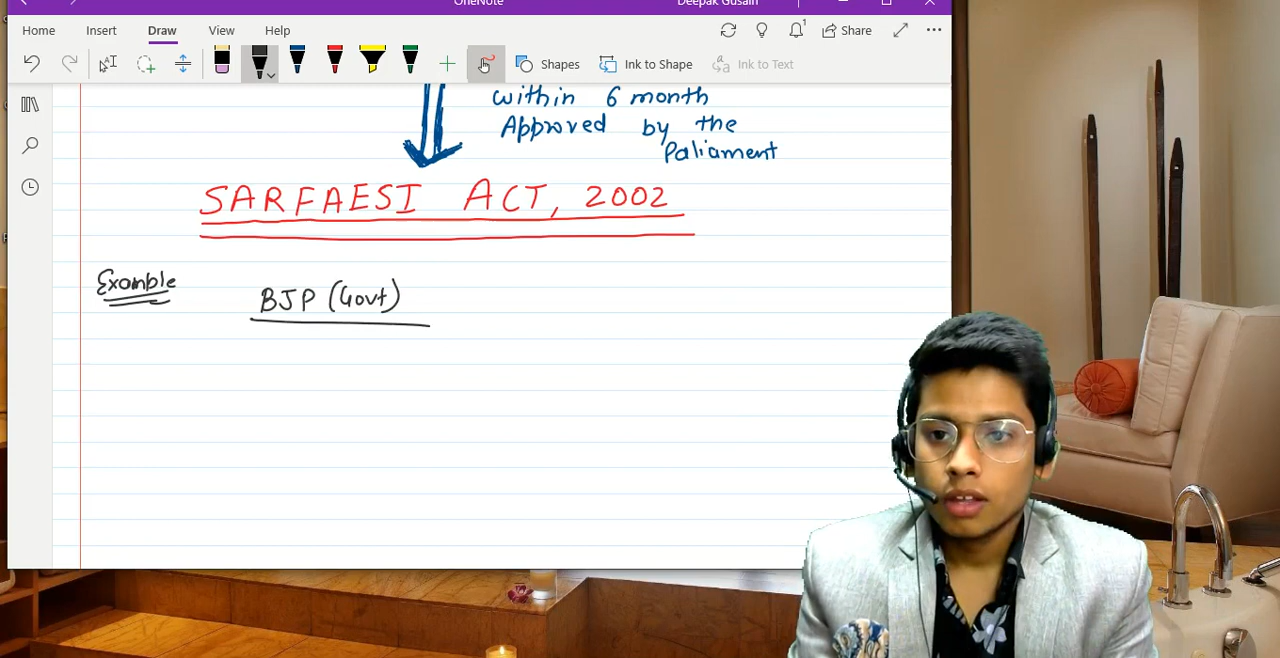 OneNote
Deepak Gusain
Home Insert Draw View Help
Share
Shapes Ink to Shape Ink to Text
within 6 month
Approved by the
Paliament
SARFAESI ACT, 2002
Examble
BJP (Govt)